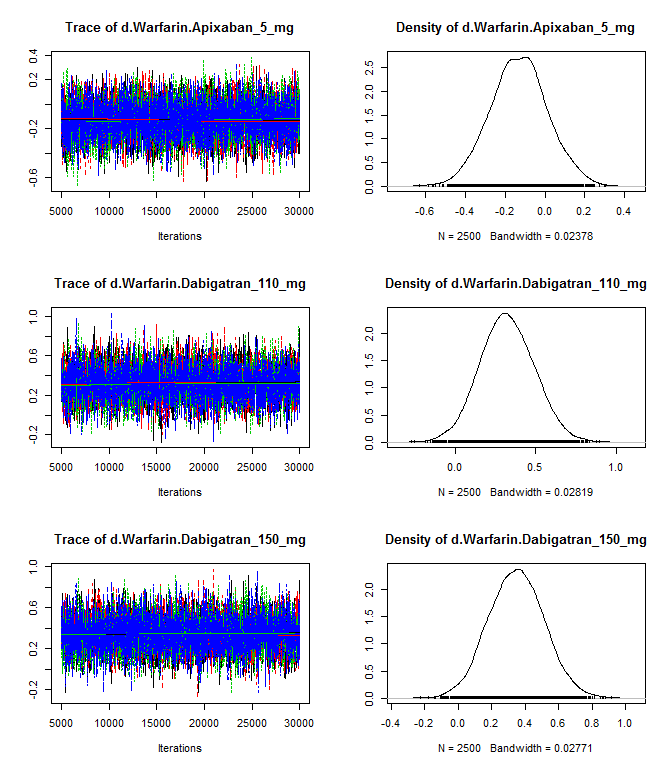 Trace of d.Warfarin.Apixaban_5_mg
0.4
0.2
-0.2
-0.6
5000 10000 15000 20000 25000 30000
Iterations
Density of d.Warfarin.Apixaban_5_mg
2.5
2.0
1.5
1.0
0.5
0.0
-0.6 -0.4 -0.2 0.0 0.2 0.4
N = 2500 Bandwidth = 0.02378
Trace of d.Warfarin.Dabigatran_110_mg
1.0
0.6
0.2
-0.2
5000 10000 15000 20000 25000 30000
Iterations
Density of d.Warfarin.Dabigatran_110_mg
2.0
1.5
1.0
0.5
0.0
0.0 0.5 1.0
N = 2500 Bandwidth = 0.02819
Trace of d.Warfarin.Dabigatran_150_mg
1.0
0.6
0.2
-0.2
5000 10000 15000 20000 25000 30000
Iterations
Density of d.Warfarin.Dabigatran_150_mg
2.0
1.5
1.0
0.5
0.0
-0.4 -0.2 0.0 0.2 0.4 0.6 0.8 1.0
N = 2500 Bandwidth = 0.02771